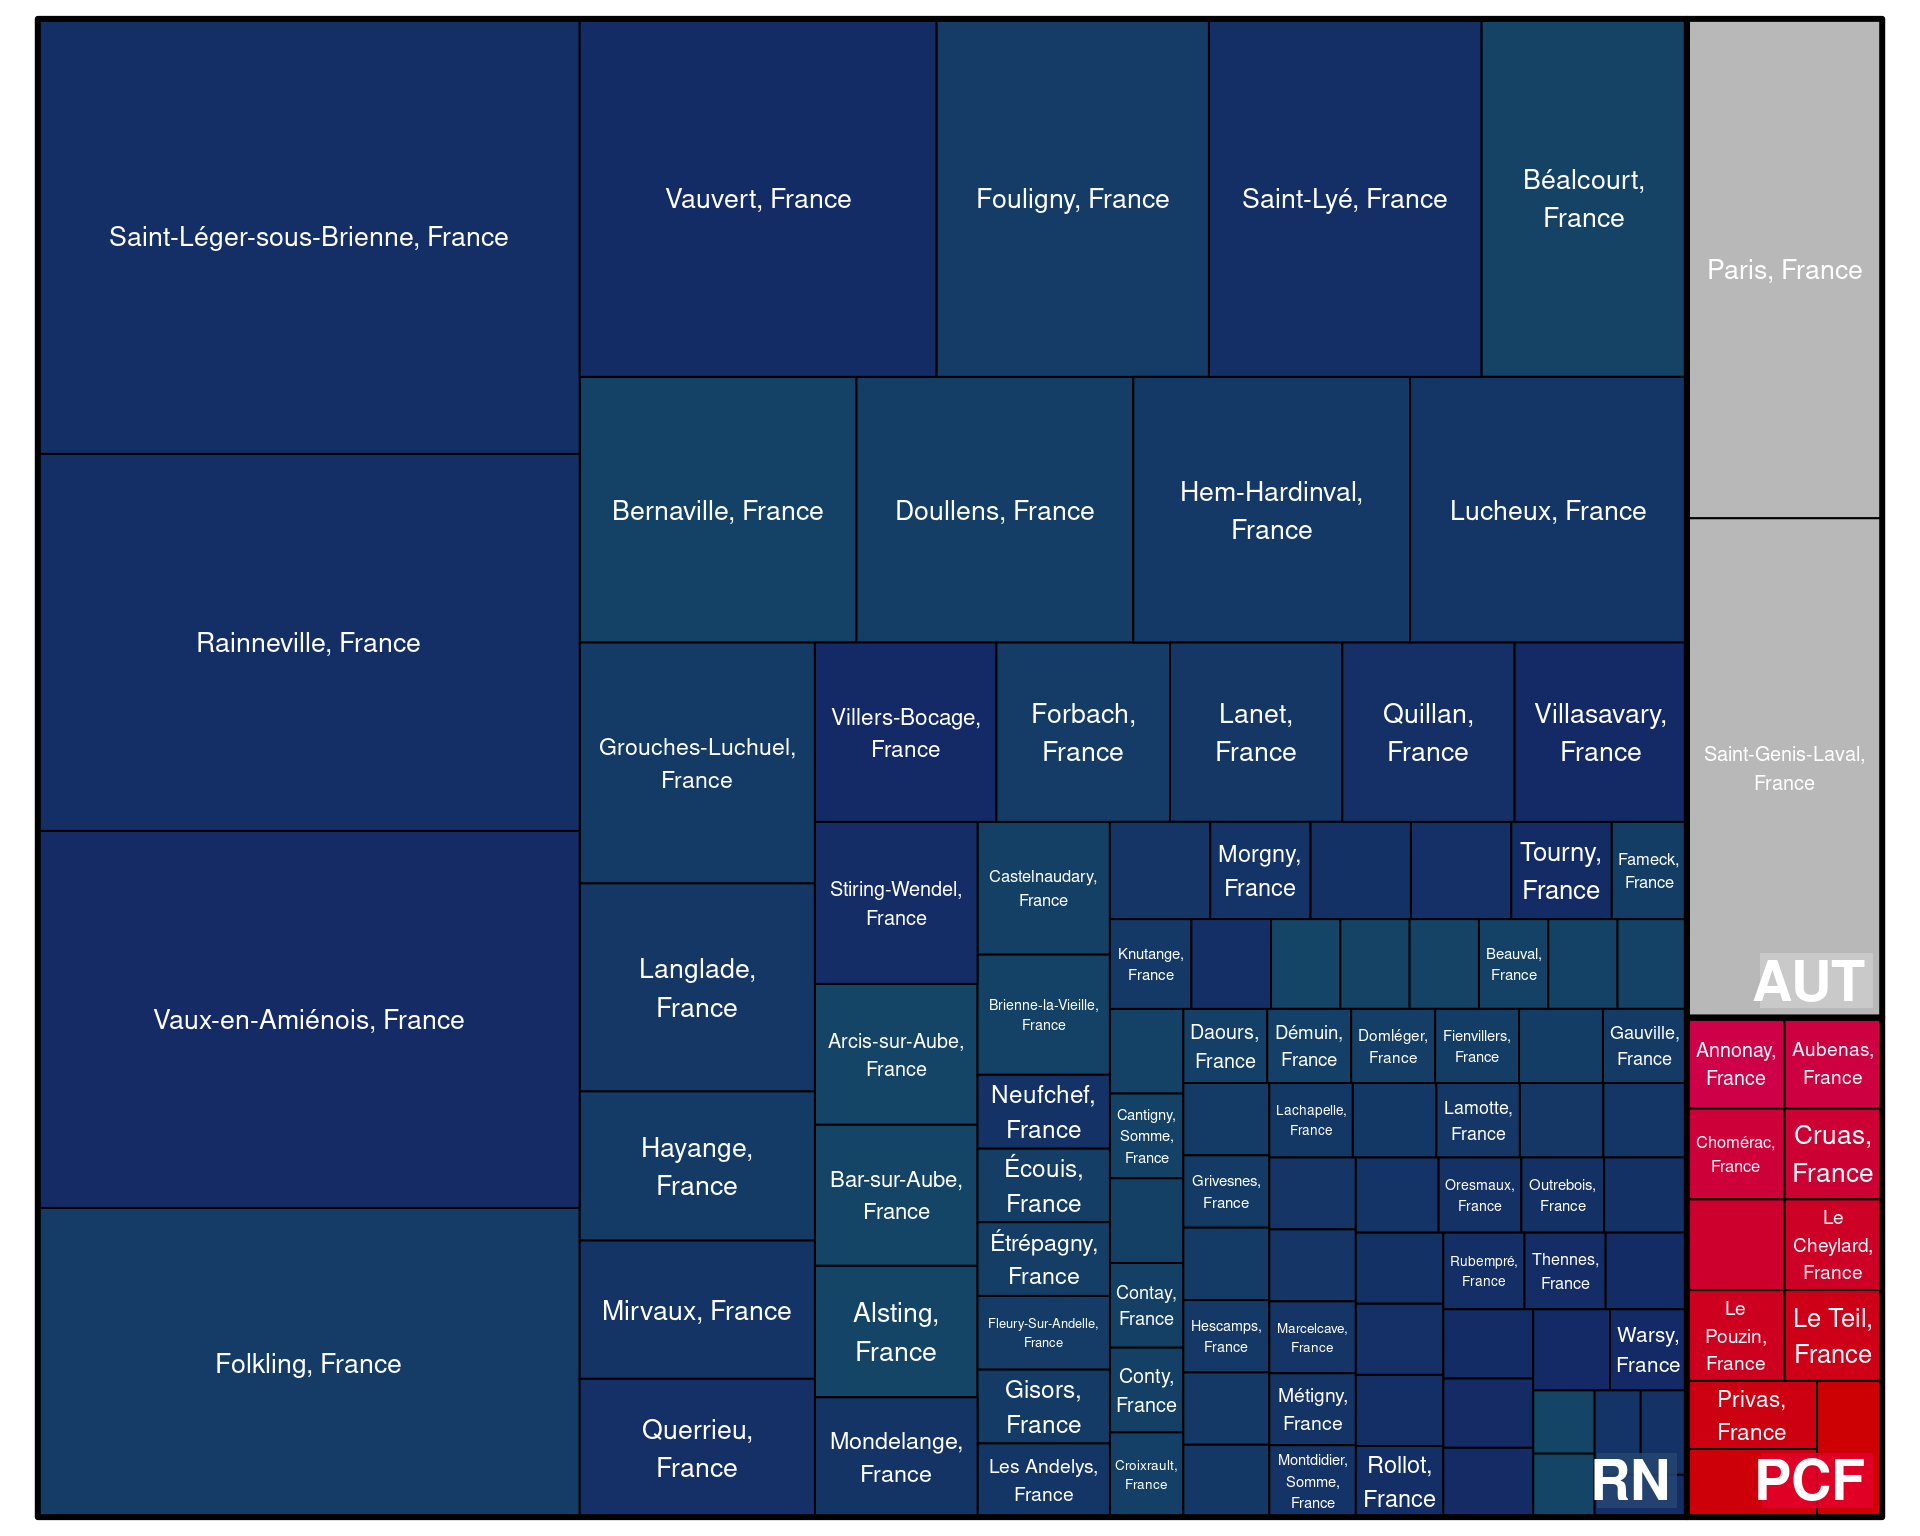 Saint-Léger-sous-Brienne, France
Rainneville, France
Vaux-en-Amiénois, France
Folkling, France
Vauvert, France
Fouligny, France
Saint-Lyé, France
Béalcourt,
France
Bernaville, France
Doullens, France
Hem-Hardinval,
France
Lucheux, France
Grouches-Luchuel,
France
Langlade,
France
Hayange,
France
Mirvaux, France
Querrieu,
France
Villers-Bocage,
France
Forbach,
France
Lanet,
France
Quillan,
France
Villasavary,
France
Stiring-Wendel,
France
Arcis-sur-Aube,
France
Bar-sur-Aube,
France
Alsting,
France
Mondelange,
France
Castelnaudary,
France
Brienne-la-Vieille,
France
Neufchef,
France
Écouis,
France
Étrépagny,
France
Fleury-Sur-Andelle,
France
Gisors,
France
Les Andelys,
France
Morgny,
France
Tourny,
France
Fameck,
France
Knutange,
France
Beauval,
France
Cantigny,
Somme,
France
Contay,
France
Conty,
France
Croixrault,
France
Daours,
France
Démuin,
France
Domléger,
France
Fienvillers,
France
Gauville,
France
Grivesnes,
France
Hescamps,
France
Lachapelle,
France
Lamotte,
France
Marcelcave,
France
Métigny,
France
Montdidier,
Somme,
France
Oresmaux,
France
Outrebois,
France
Rollot,
France
Rubempré,
France
Thennes,
France
Warsy,
France
RN
Paris, France
Saint-Genis-Laval,
France
AUT
Annonay,
France
Aubenas,
France
Chomérac,
France
Cruas,
France
Le
Cheylard,
France
Le
Pouzin,
France
Le Teil,
France
Privas,
France
PCF